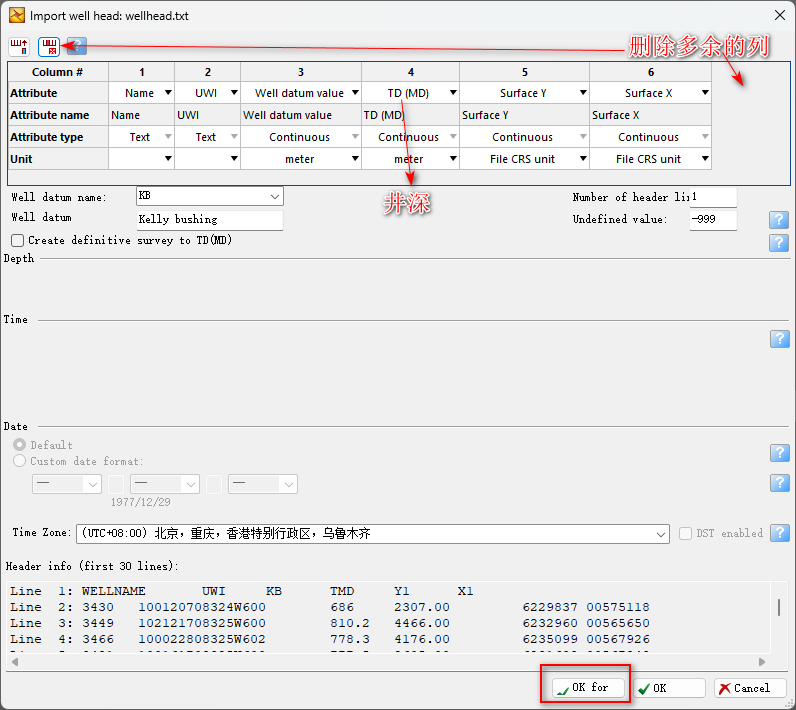 Import well head: wellhead.txt
删除多余的列
Column # 1 2 3 4 5 6
Attribute Name UWI Well datum value TD (MD) Surface Y Surface X
Attribute name Name UWI Well datum value TD (MD) Surface Y Surface X
Attribute type Text Text Continuous Continuous Continuous Continuous
Unit meter meter File CRS unit File CRS unit
井深
Well datum name: KB Number of header lin 1
Well datum Kelly bushing Undefined value: -999
Create definitive survey to TD(MD)
Depth
Time
Date
Default
Custom date format:
1977/12/29
Time Zone: (UTC+08:00) 北京，重庆，香港特别行政区，乌鲁木齐 DST enabled
Header info (first 30 lines):
Line 1: WELLNAME UWI KB TMD Y1 X1
Line 2: 3430 100120708324W600 686 2307.00 6229837 00575118
Line 3: 3449 102121708325W600 810.2 4466.00 6232960 00565650
Line 4: 3466 100022808325W602 778.3 4176.00 6235099 00567926
OK for OK Cancel